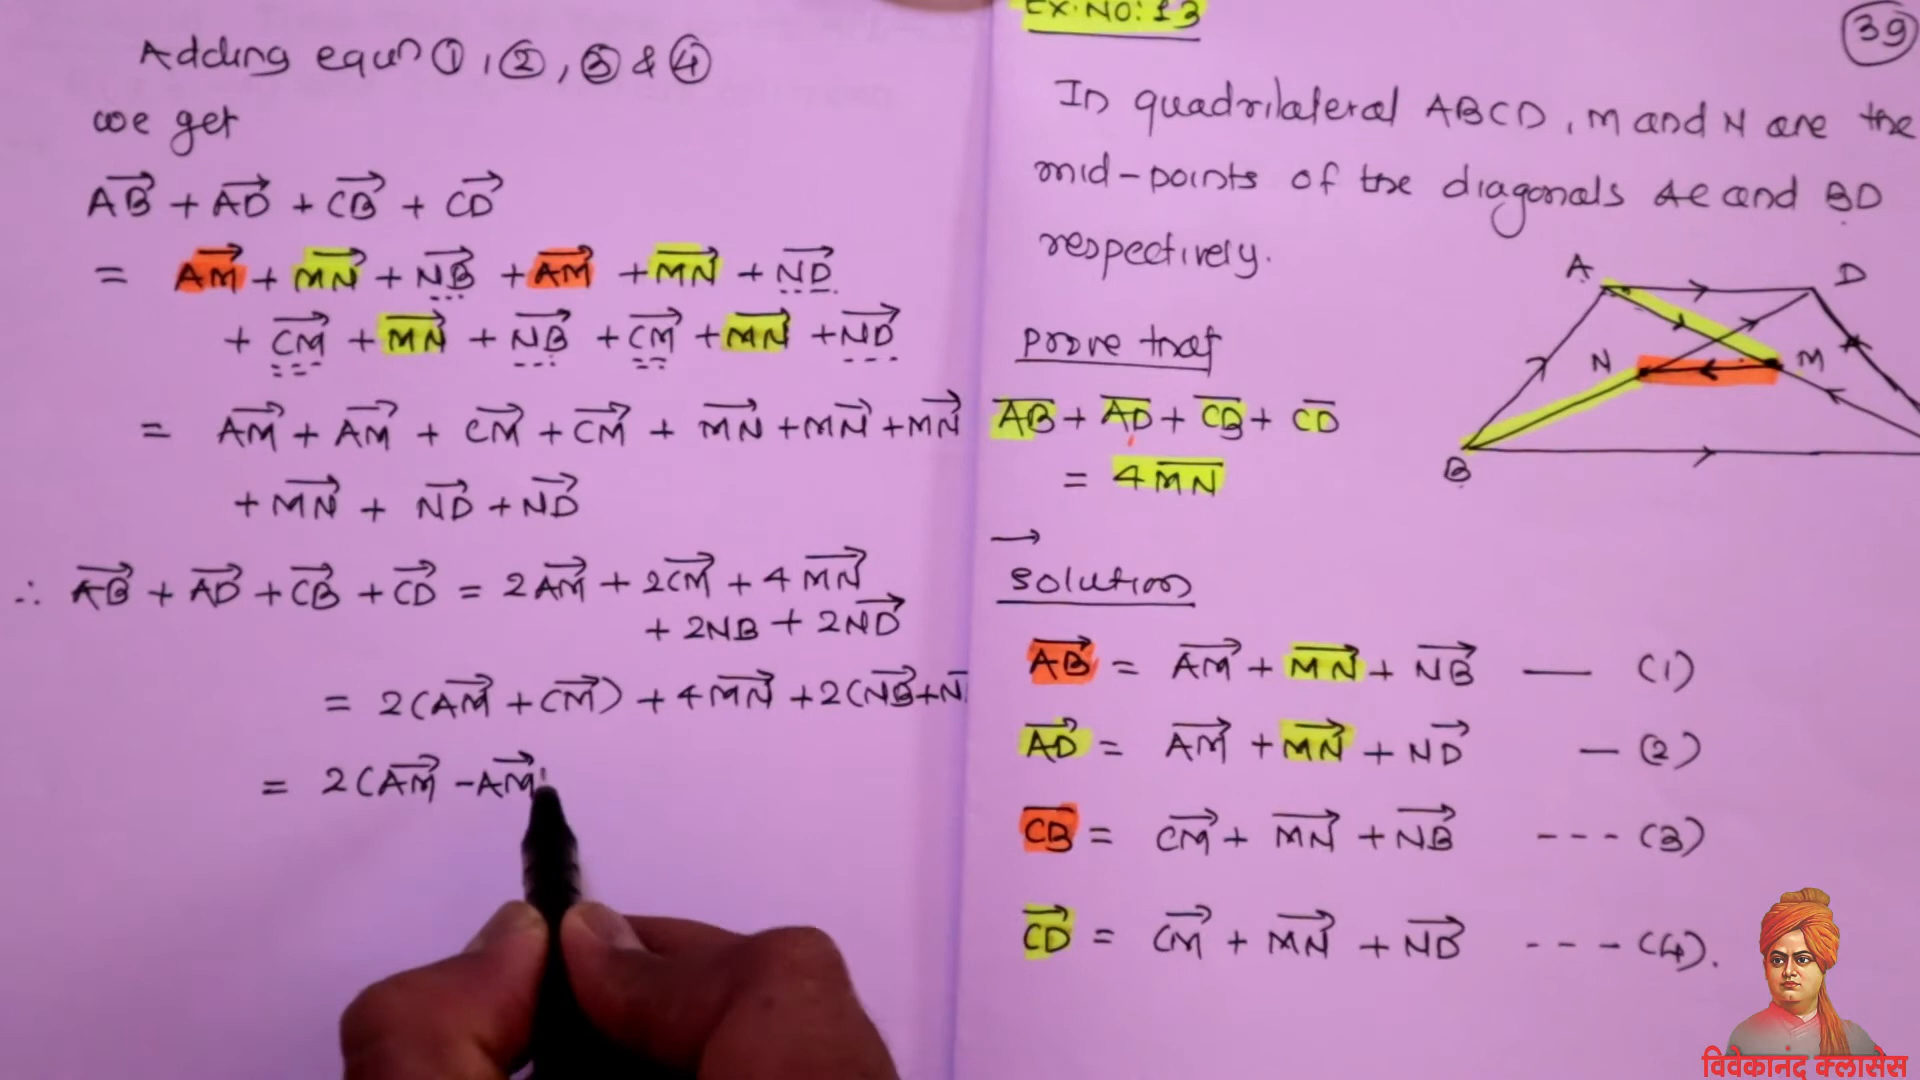 Adding equn ①, ②, ③ & ④
we get
AB + AD + CB + CD
= AM + MN + NB + AM + MN + ND
+ CM + MN + NB + CM + MN + ND
= AM + AM + CM + CM + MN + MN + MN
+ MN + ND + ND
∴ AB + AD + CB + CD = 2AM + 2CM + 4MN
+ 2NB + 2ND
= 2(AM + CM) + 4MN + 2(NB + N
= 2(AM - AM
Ex. NO: 13
39
In quadrilateral ABCD, M and N are the
mid-points of the diagonals AC and BD
respectively.
prove that
AB + AD + CB + CD
= 4MN
A
D
N
M
B
→
solution
AB = AM + MN + NB — (1)
AD = AM + MN + ND — (2)
CB = CM + MN + NB --- (3)
CD = CM + MN + ND --- (4).
विवेकानंद क्लासेस